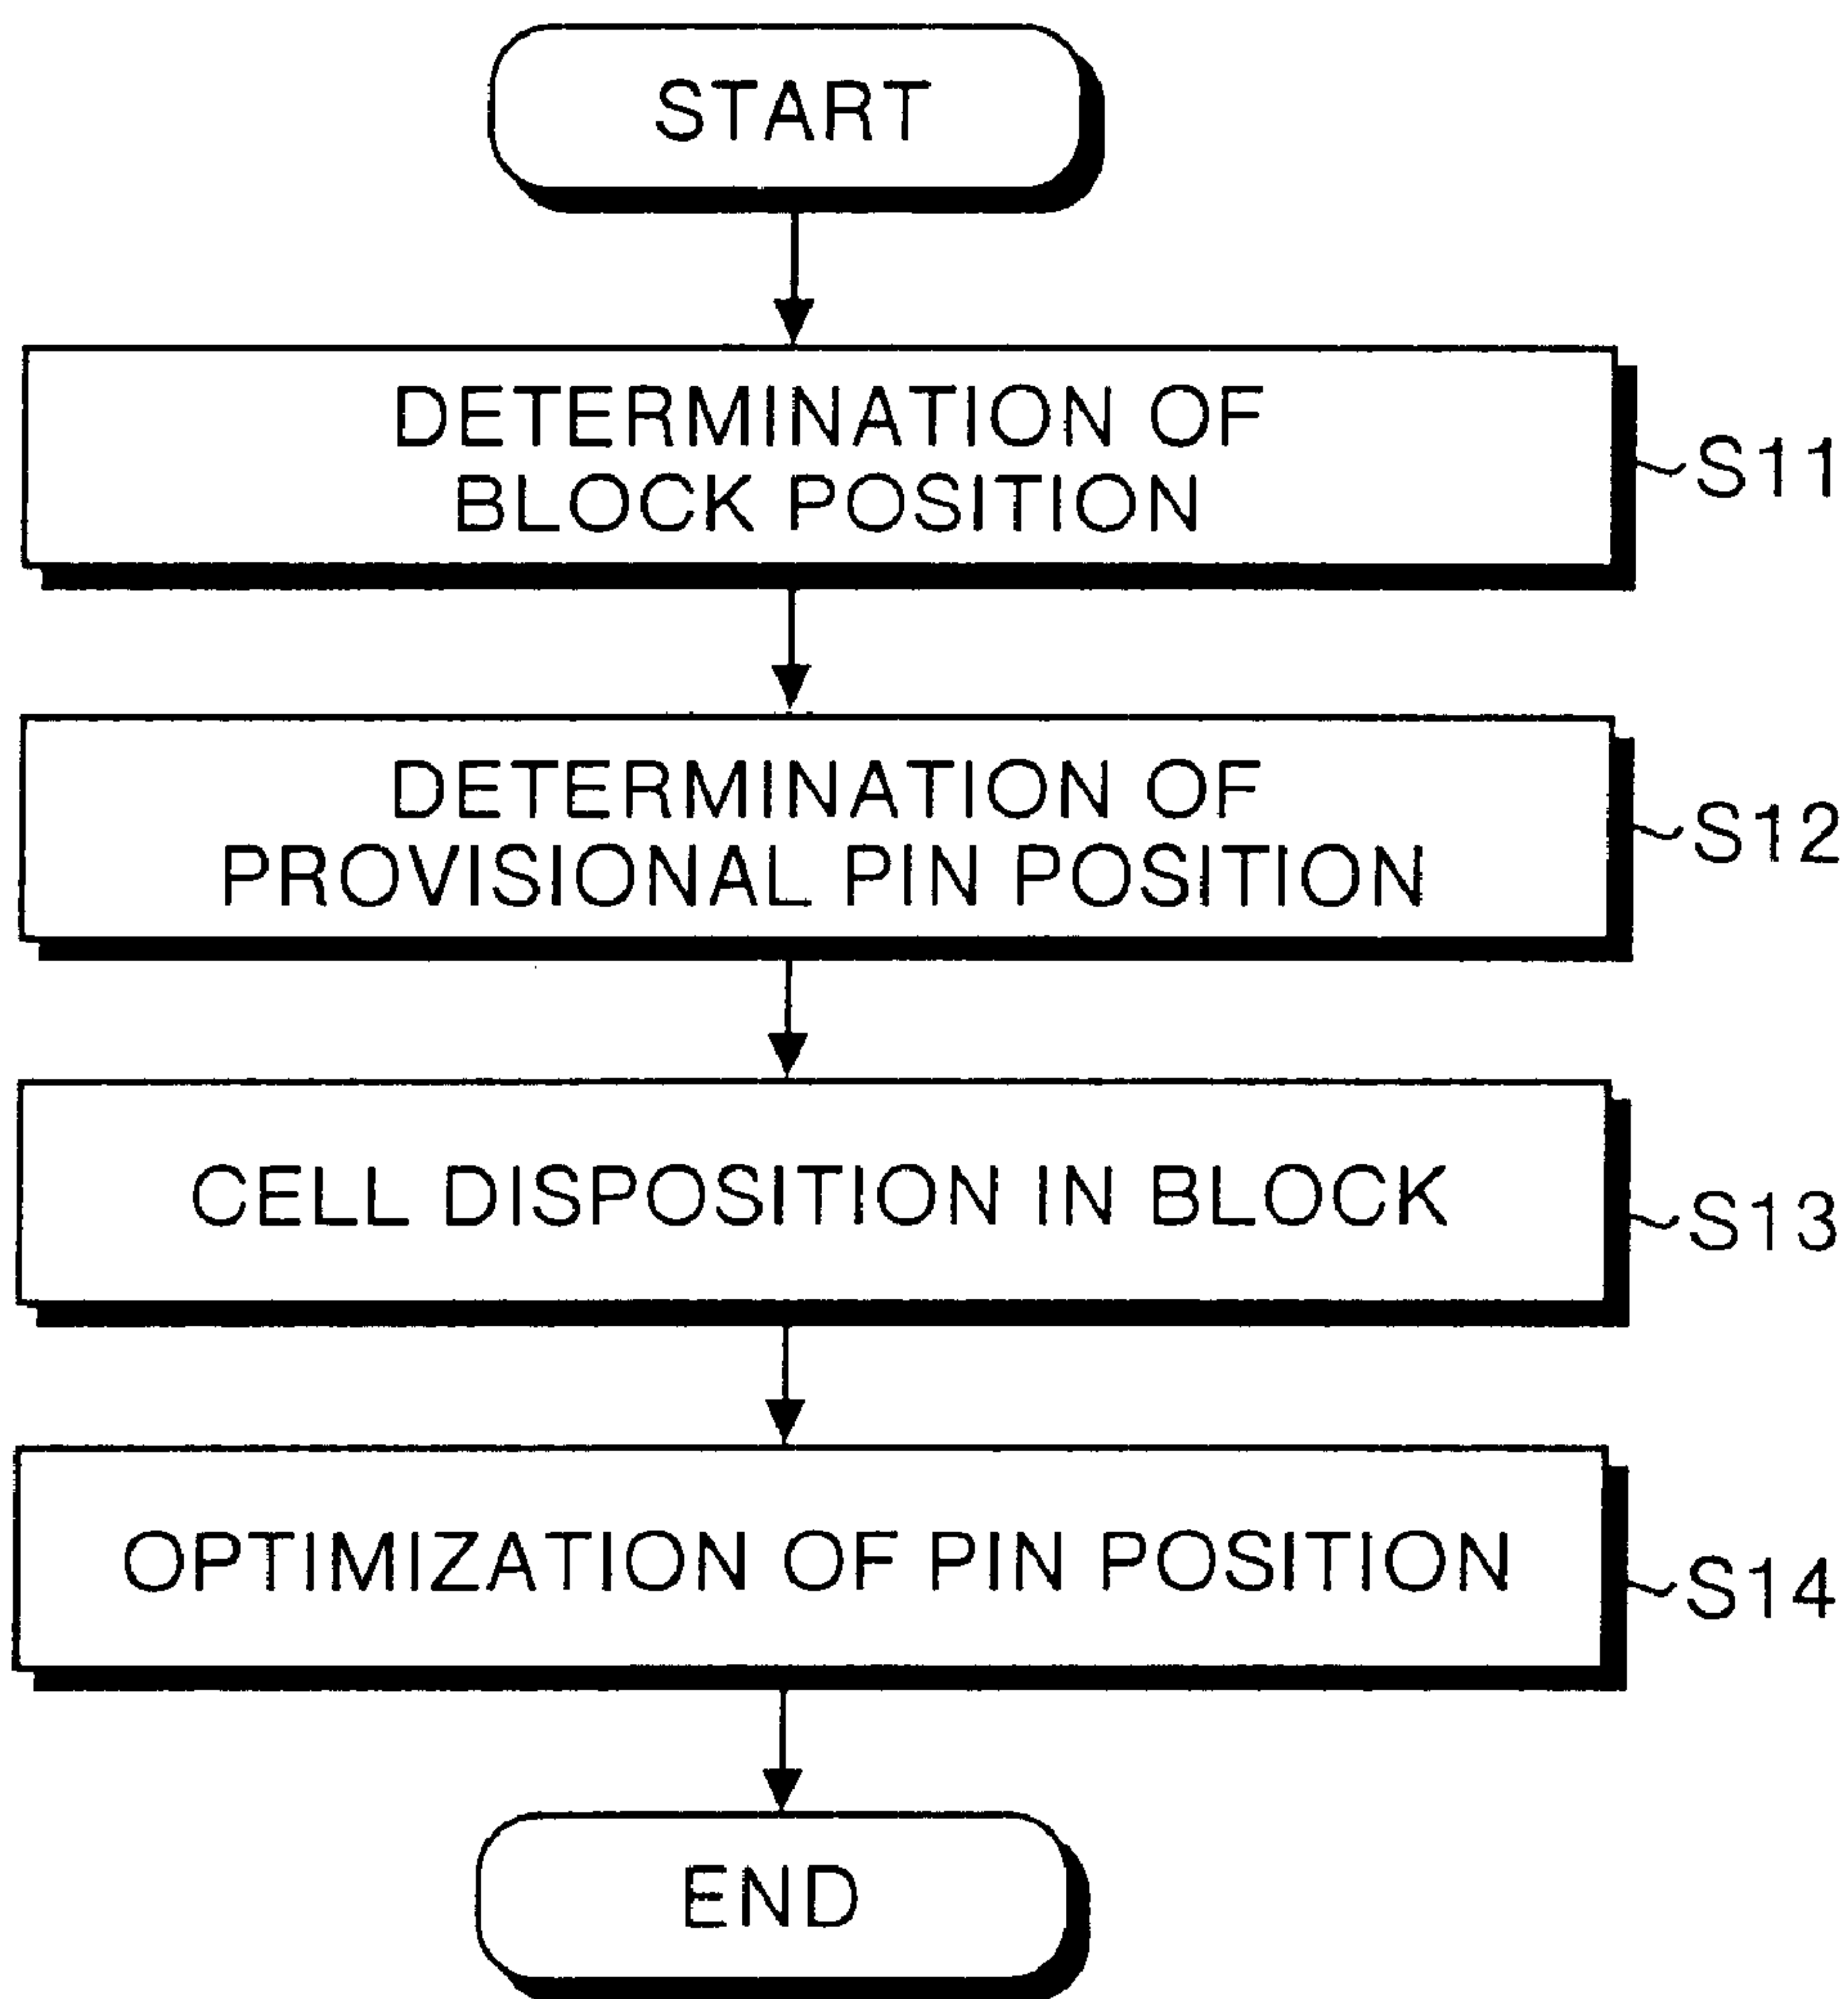 START
DETERMINATION OF
BLOCK POSITION
S11
DETERMINATION OF
PROVISIONAL PIN POSITION
S12
CELL DISPOSITION IN BLOCK
S13
OPTIMIZATION OF PIN POSITION
S14
END